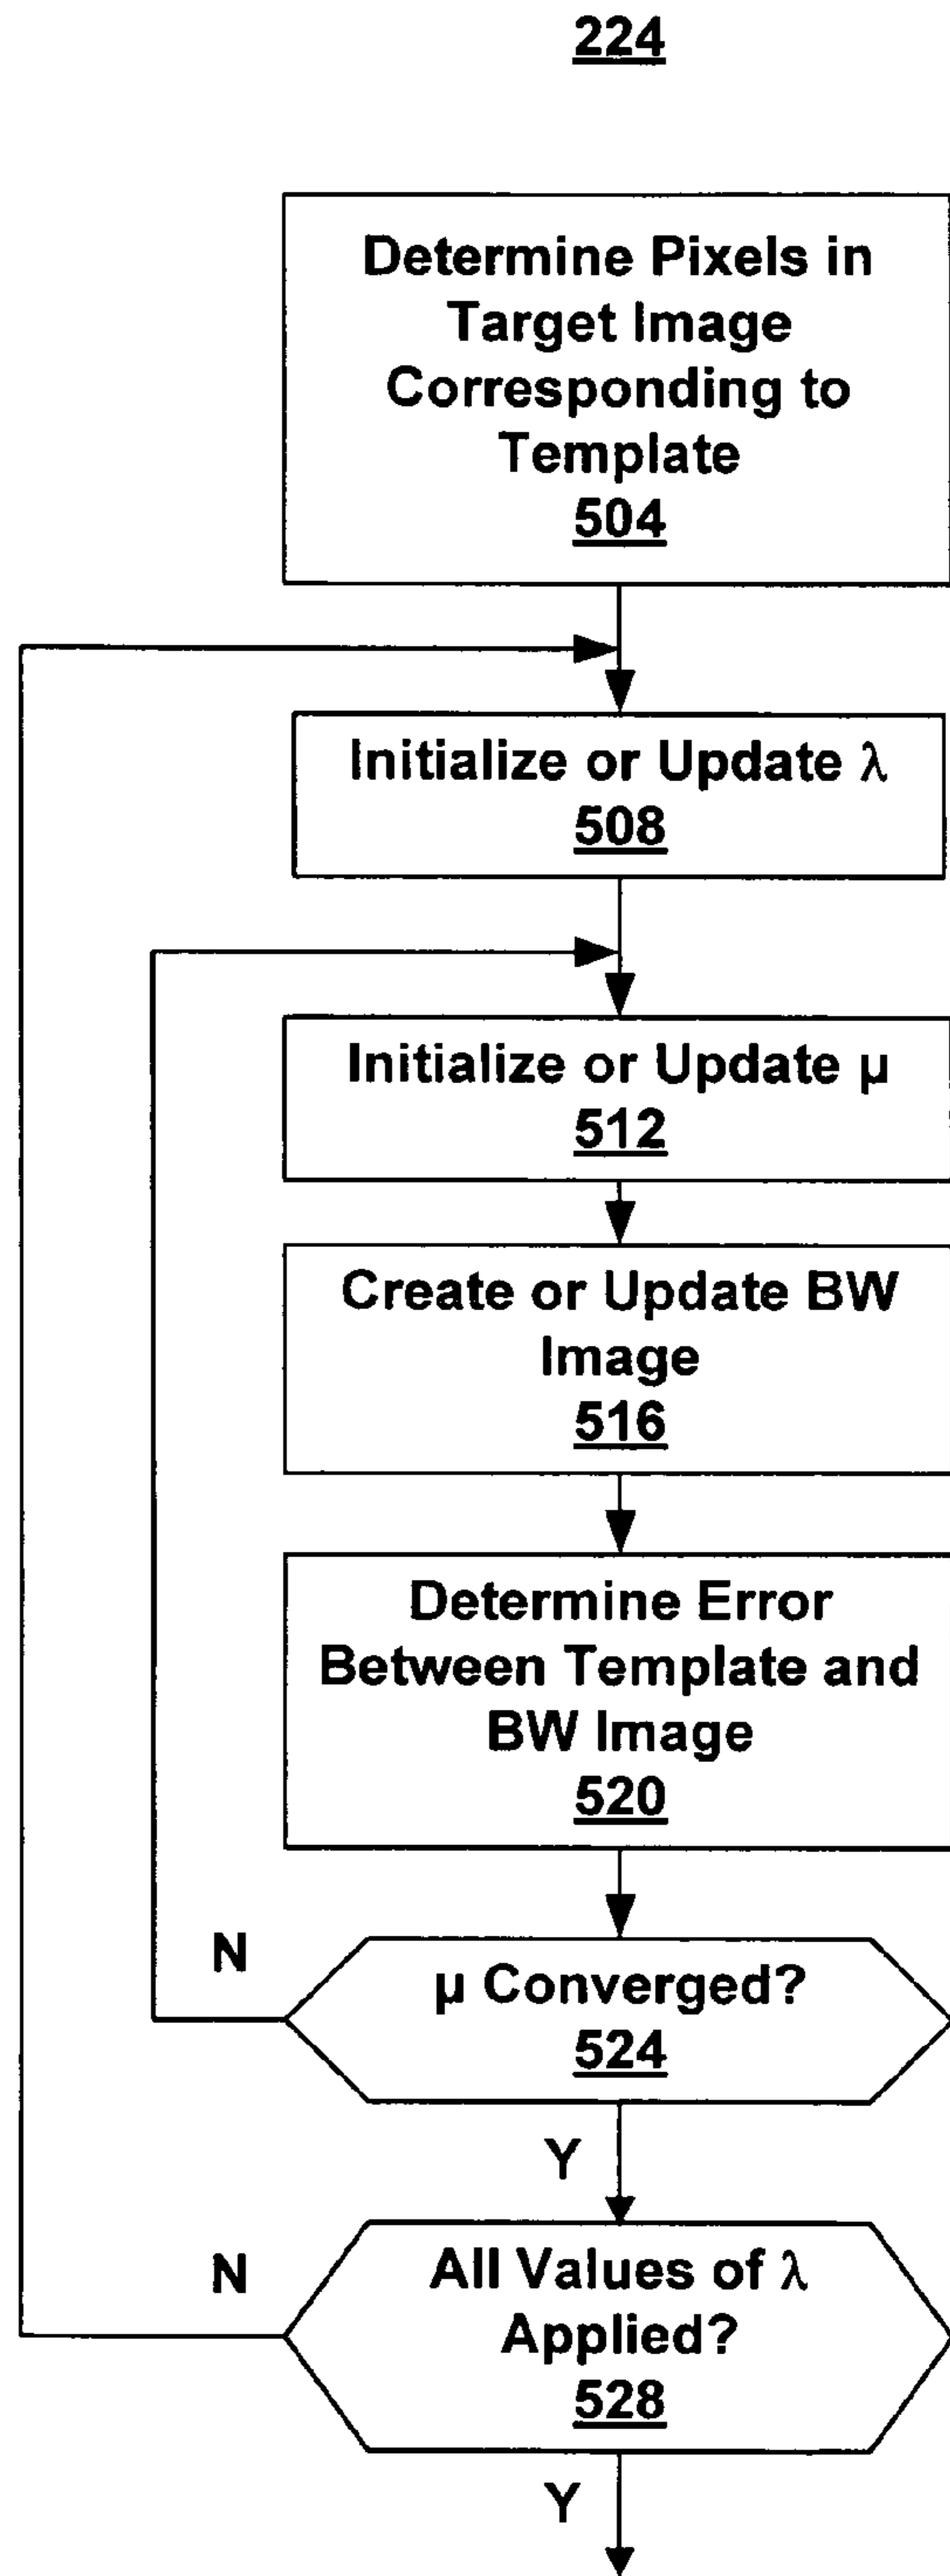 224
Determine Pixels in
Target Image
Corresponding to
Template
504
Initialize or Update λ
508
Initialize or Update µ
512
Create or Update BW
Image
516
Determine Error
Between Template and
BW Image
520
N
µ Converged?
524
Y
N
All Values of λ
Applied?
528
Y